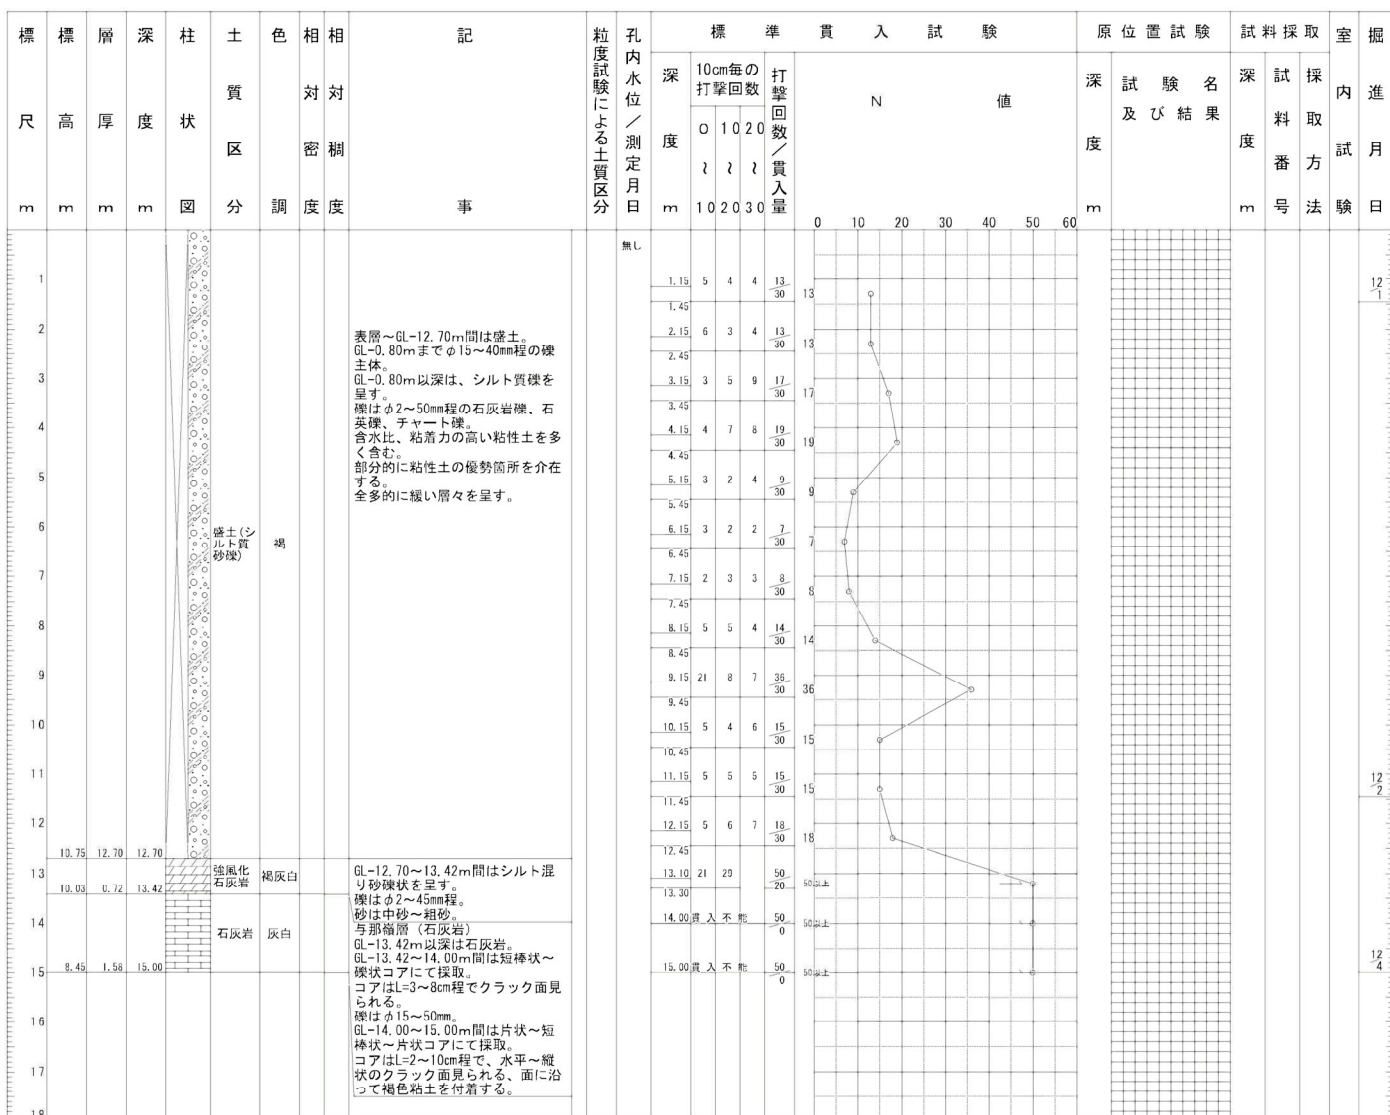 標尺 m
標高 m
層厚 m
深度 m
柱状図
土質区分
色調
相対密度
相対稠度
記事
粒度試験による土質区分
孔内水位/測定月日
標準貫入試験
深度 m
10cm毎の
打撃回数
0 10 20
~ ~ ~
10 20 30
打撃回数/貫入量
N 値
0 10 20 30 40 50 60
原位置試験
深度 m
試験名
及び結果
試料採取
深度 m
試料番号
採取方法
室内試験
掘進月日
無し
1
1.15 5 4 4 13/30 13
12/1
1.45
2
2.15 6 3 4 13/30 13
2.45
3
3.15 3 5 9 17/30 17
3.45
4
4.15 4 7 8 19/30 19
4.45
5
5.15 3 2 4 9/30 9
5.45
6
6.15 3 2 2 7/30 7
6.45
7
7.15 2 3 3 8/30 8
7.45
8
8.15 5 5 4 14/30 14
8.45
9
9.15 21 8 7 36/30 36
9.45
10
10.15 5 4 6 15/30 15
10.45
11
11.15 5 5 5 15/30 15
12/2
11.45
12
12.15 5 6 7 18/30 18
12.45
13
13.10 21 29 50/20 50以上
13.30
14
14.00 貫入不能 50/0 50以上
15
15.00 貫入不能 50/0 50以上
12/4
16
17
18
盛土(シ
ルト質
砂礫)
褐
表層~GL-12.70m間は盛土。
GL-0.80mまでφ15~40mm程の礫
主体。
GL-0.80m以深は、シルト質礫を
呈す。
礫はφ2~50mm程の石灰岩礫、石
英礫、チャート礫。
含水比、粘着力の高い粘性土を多
く含む。
部分的に粘性土の優勢箇所を介在
する。
全多的に緩い層々を呈す。
10.75 12.70 12.70
強風化
石灰岩
褐灰白
10.03 0.72 13.42
GL-12.70~13.42m間はシルト混
り砂礫状を呈す。
礫はφ2~45mm程。
砂は中砂~粗砂。
石灰岩
灰白
8.45 1.58 15.00
与那嶺層(石灰岩)
GL-13.42m以深は石灰岩。
GL-13.42~14.00m間は短棒状~
礫状コアにて採取。
コアはL=3~8cm程でクラック面見
られる。
礫はφ15~50mm。
GL-14.00~15.00m間は片状~短
棒状~片状コアにて採取。
コアはL=2~10cm程で、水平~縦
状のクラック面見られる、面に沿
って褐色粘土を付着する。